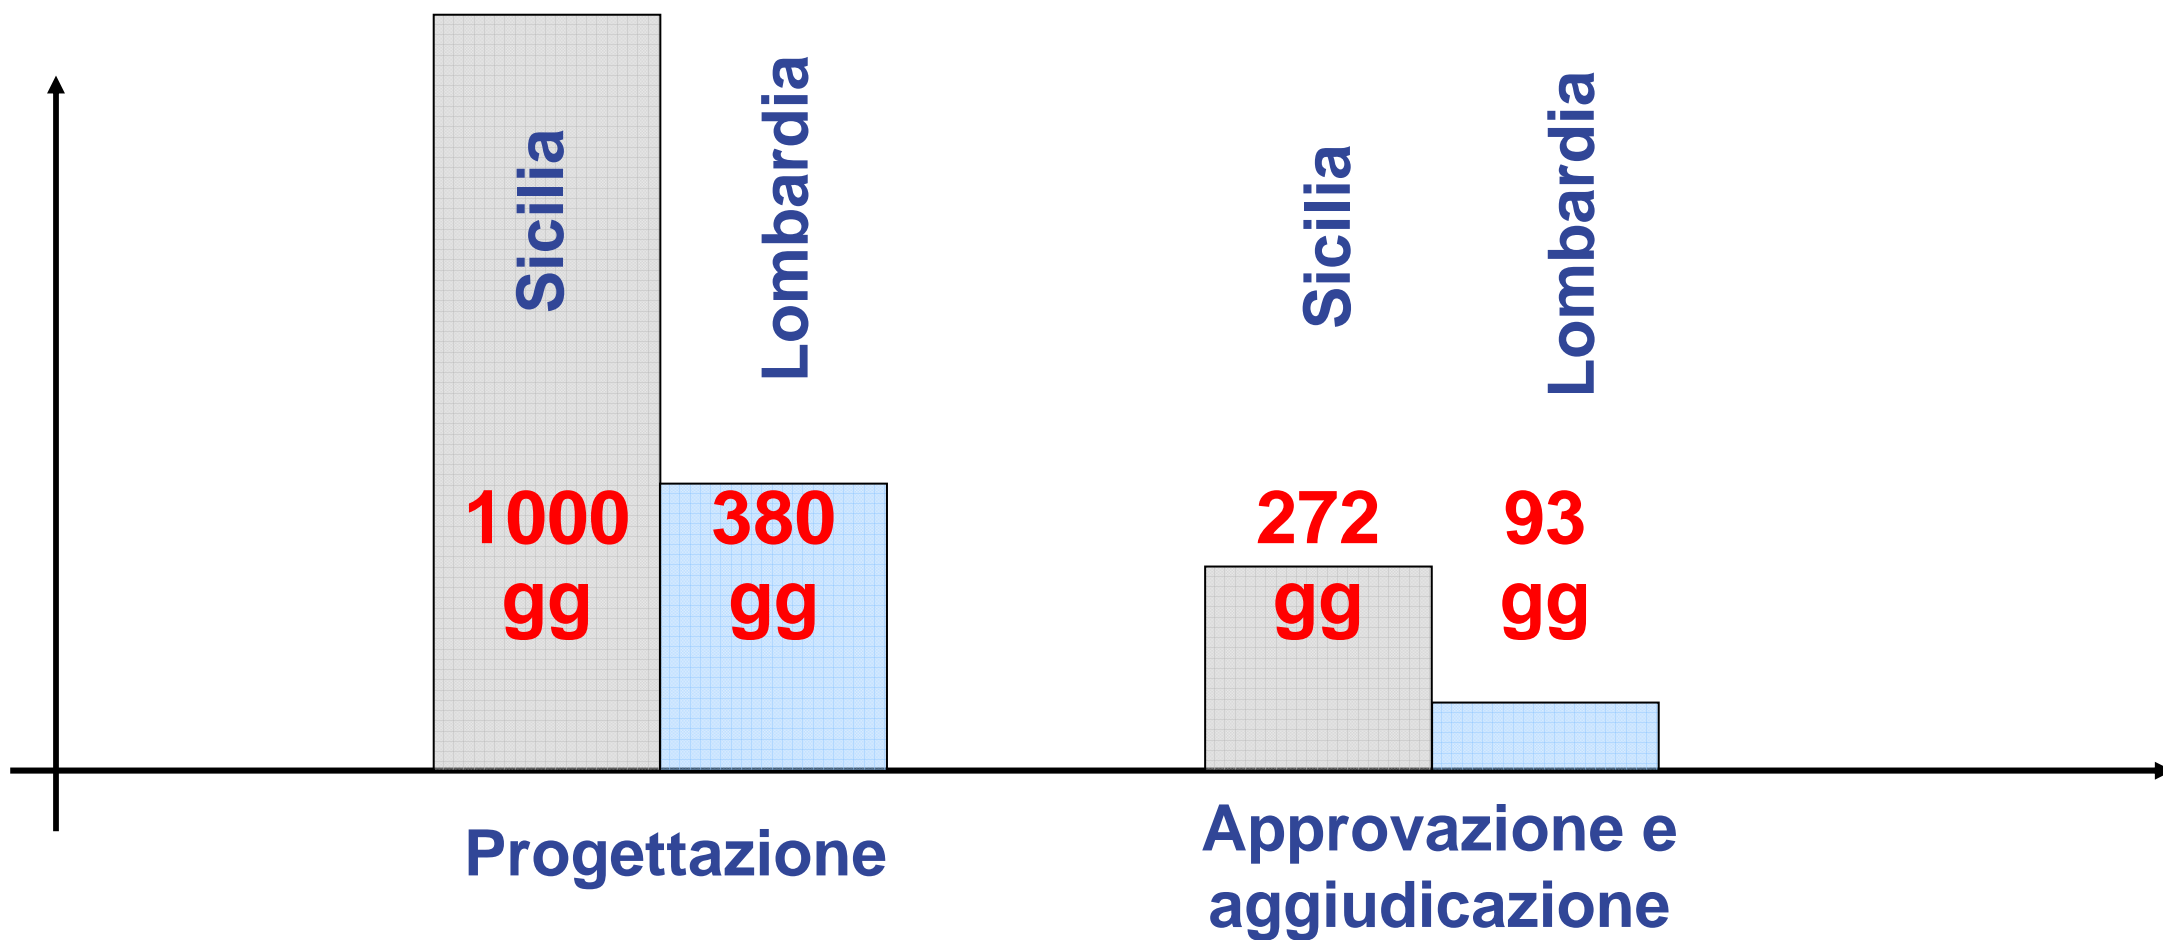 Sicilia
Lombardia
Sicilia
Lombardia
1000
gg
380
gg
272
gg
93
gg
Progettazione
Approvazione e
aggiudicazione